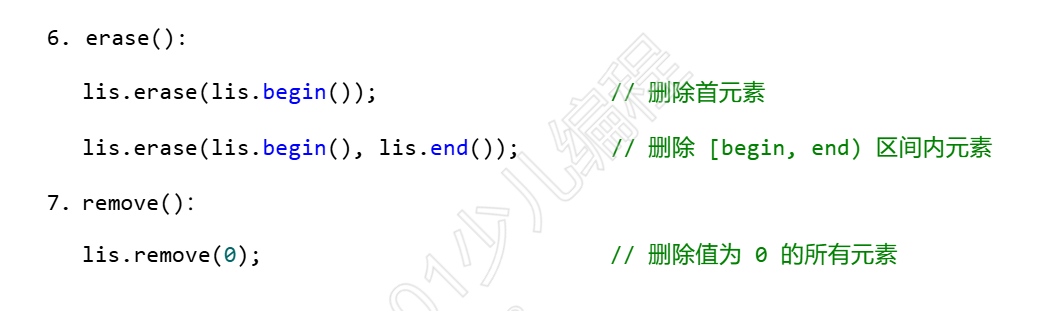 6. erase():
lis.erase(lis.begin()); // 删除首元素
lis.erase(lis.begin(), lis.end()); // 删除 [begin, end) 区间内元素
7. remove():
lis.remove(0); // 删除值为 0 的所有元素
01少儿编程